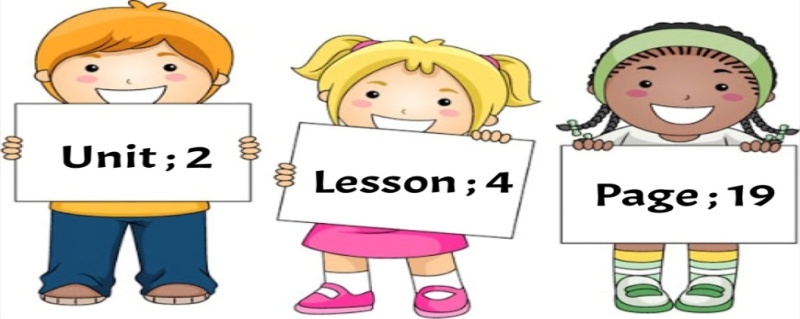 Unit ; 2
Lesson ; 4
Page ; 19